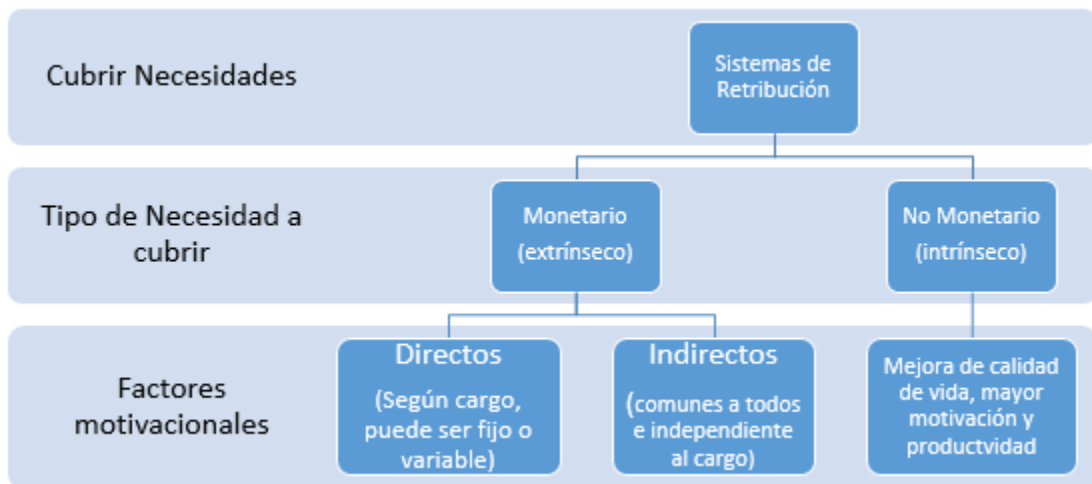 Cubrir Necesidades
Sistemas de
Retribución
Tipo de Necesidad a
cubrir
Monetario
(extrínseco)
No Monetario
(intrínseco)
Factores
motivacionales
Directos
(Según cargo,
puede ser fijo o
variable)
Indirectos
(comunes a todos
e independiente
al cargo)
Mejora de calidad
de vida, mayor
motivación y
productvidad